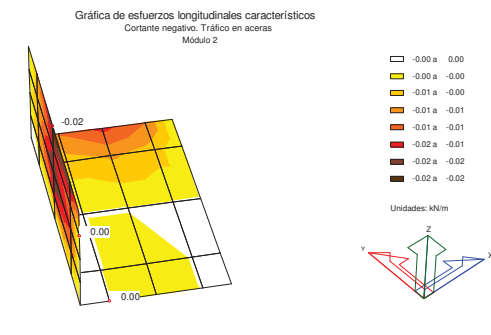 Gráfica de esfuerzos longitudinales característicos
Cortante negativo. Tráfico en aceras
Módulo 2
-0.02
0.00
0.00
-0.00 a 0.00
-0.00 a -0.00
-0.01 a -0.00
-0.01 a -0.01
-0.01 a -0.01
-0.02 a -0.01
-0.02 a -0.02
-0.02 a -0.02
Unidades: kN/m
Z
Y
X